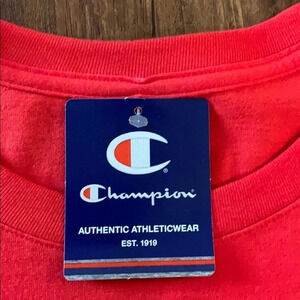 C
®
Champion
AUTHENTIC ATHLETICWEAR
EST. 1919